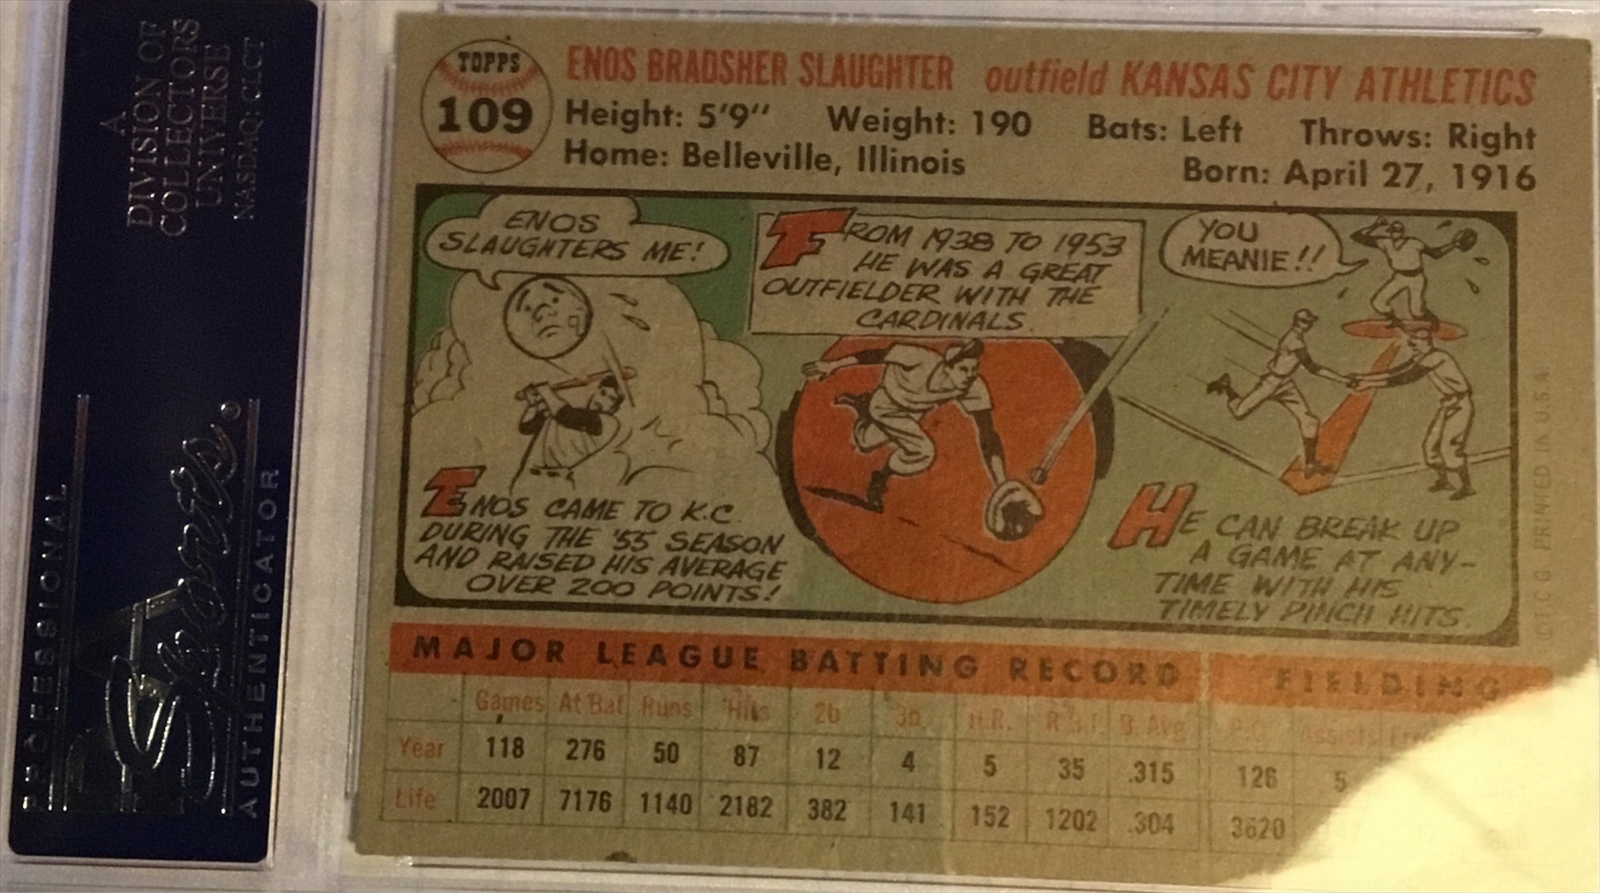 A
DIVISION OF
COLLECTORS
UNIVERSE
NASDAQ: CLCT
PROFESSIONAL
Sports
AUTHENTICATOR
TOPPS
109
ENOS BRADSHER SLAUGHTER outfield KANSAS CITY ATHLETICS
Height: 5'9" Weight: 190 Bats: Left Throws: Right
Home: Belleville, Illinois Born: April 27, 1916
ENOS
SLAUGHTERS ME!
ENOS CAME TO K.C.
DURING THE '55 SEASON
AND RAISED HIS AVERAGE
OVER 200 POINTS!
FROM 1938 TO 1953
HE WAS A GREAT
OUTFIELDER WITH THE
CARDINALS.
YOU
MEANIE!!
HE CAN BREAK UP
A GAME AT ANY-
TIME WITH HIS
TIMELY PINCH HITS.
©T.C.G. PRINTED IN U.S.A.
MAJOR LEAGUE BATTING RECORD FIELDING
Games At Bat Runs Hits 2b 3b H.R. R.B.I. B. Avg P.O. Assists
Year 118 276 50 87 12 4 5 35 .315 126 5
Life 2007 7176 1140 2182 382 141 152 1202 .304 3620